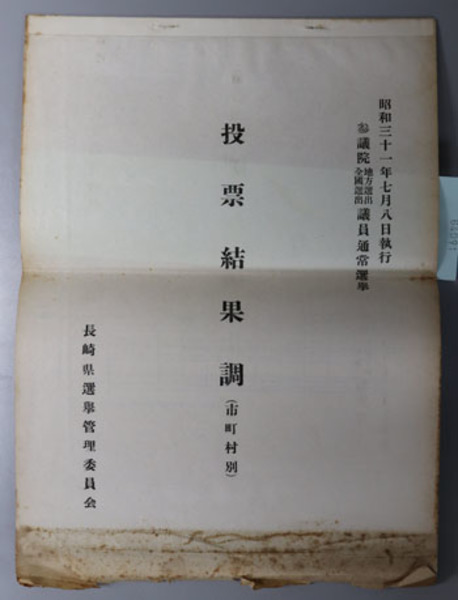 昭和三十一年七月八日執行
参議院地方選出全國選出議員通常選挙
投票結果調(市町村別)
長崎県選挙管理委員会